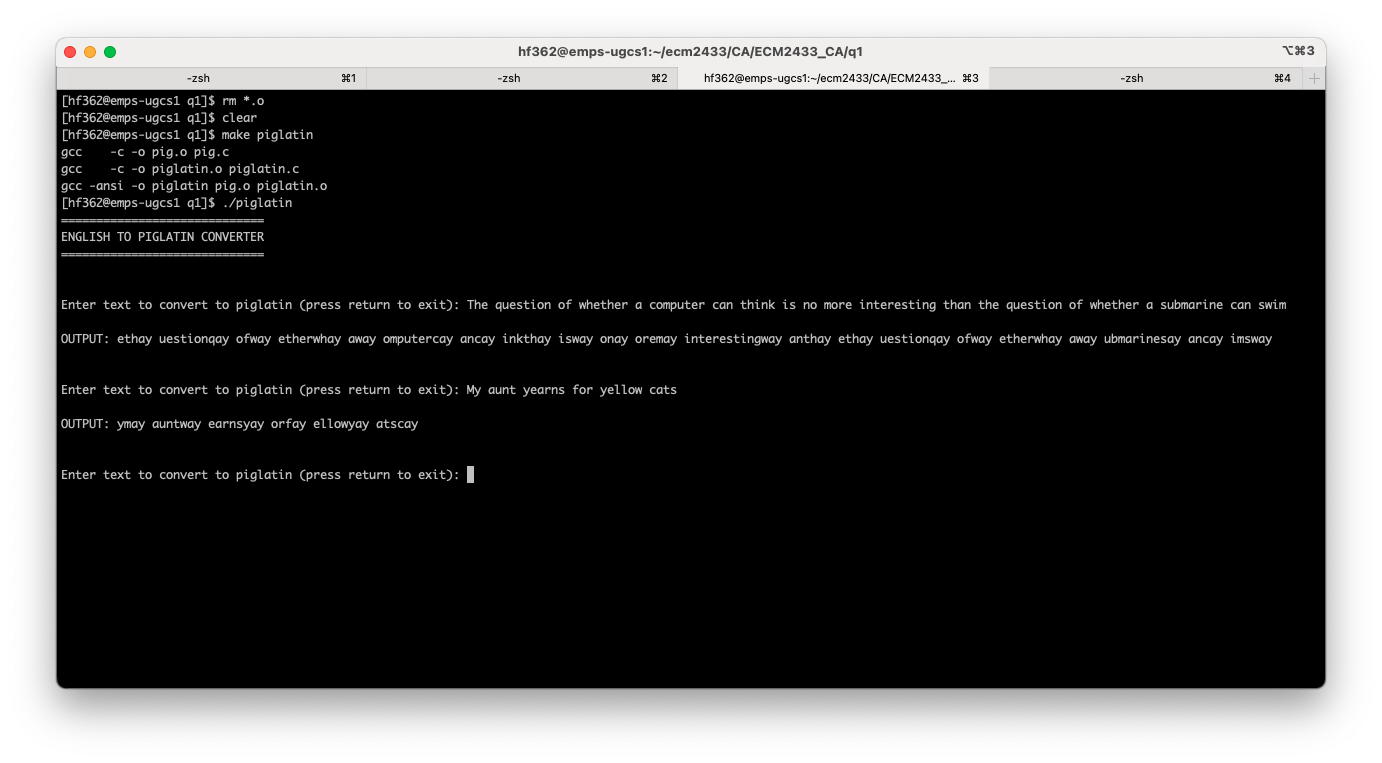 hf362@emps-ugcs1:~/ecm2433/CA/ECM2433_CA/q1 ⌥⌘3
-zsh ⌘1 -zsh ⌘2 hf362@emps-ugcs1:~/ecm2433/CA/ECM2433_... ⌘3 -zsh ⌘4 +
[hf362@emps-ugcs1 q1]$ rm *.o
[hf362@emps-ugcs1 q1]$ clear
[hf362@emps-ugcs1 q1]$ make piglatin
gcc    -c -o pig.o pig.c
gcc    -c -o piglatin.o piglatin.c
gcc -ansi -o piglatin pig.o piglatin.o
[hf362@emps-ugcs1 q1]$ ./piglatin
=============================
ENGLISH TO PIGLATIN CONVERTER
=============================
Enter text to convert to piglatin (press return to exit): The question of whether a computer can think is no more interesting than the question of whether a submarine can swim
OUTPUT: ethay uestionqay ofway etherwhay away omputercay ancay inkthay isway onay oremay interestingway anthay ethay uestionqay ofway etherwhay away ubmarinesay ancay imsway
Enter text to convert to piglatin (press return to exit): My aunt yearns for yellow cats
OUTPUT: ymay auntway earnsyay orfay ellowyay atscay
Enter text to convert to piglatin (press return to exit):